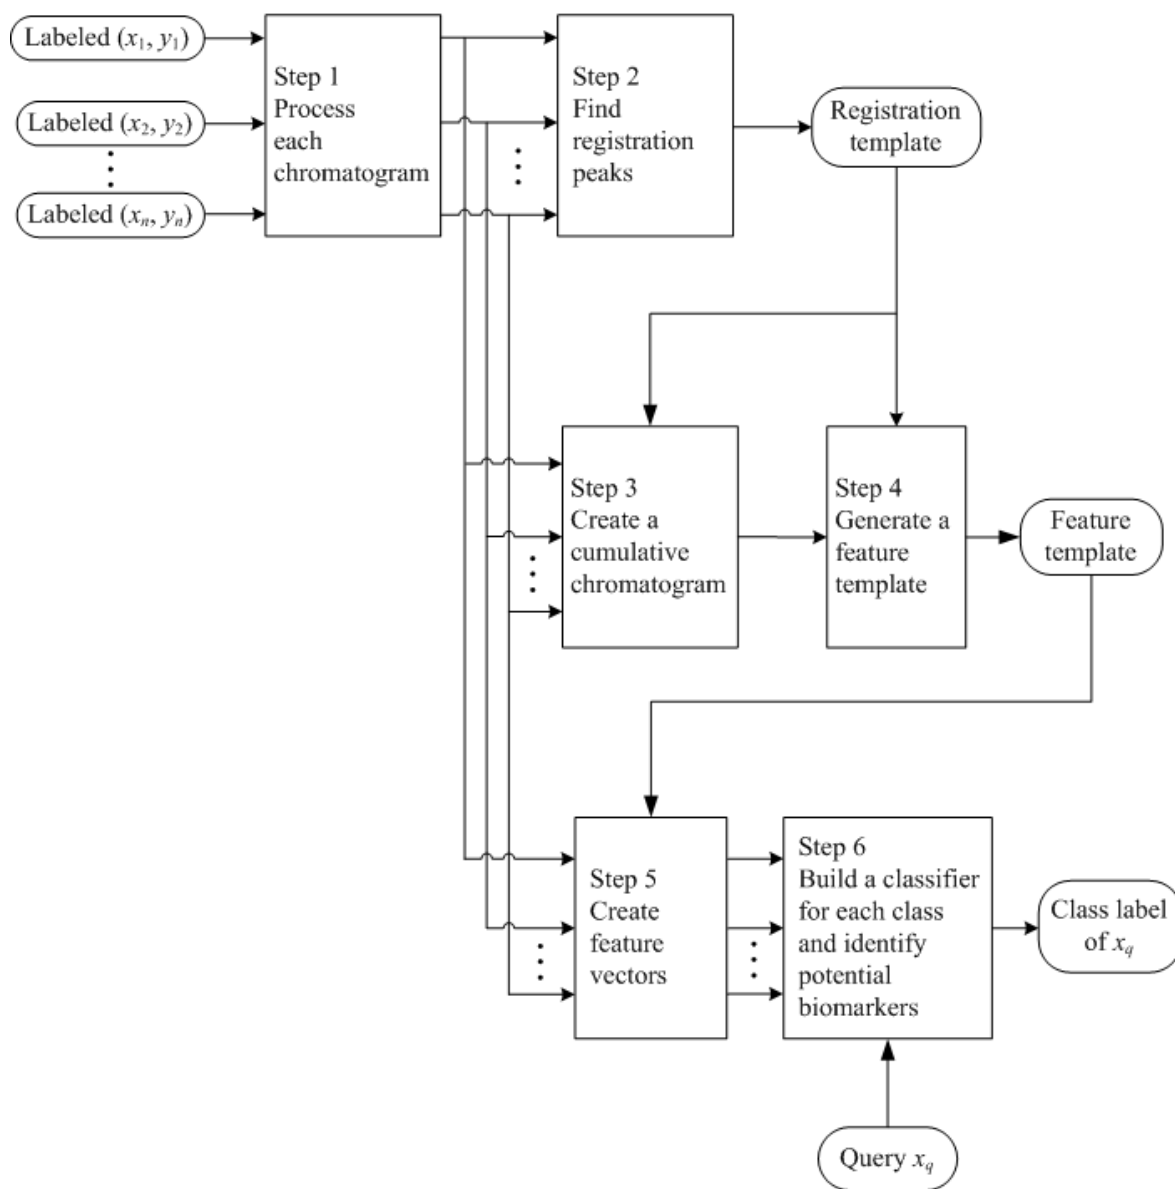 Labeled (x₁, y₁)
Labeled (x₂, y₂)
Labeled (xₙ, yₙ)
Step 1
Process
each
chromatogram
Step 2
Find
registration
peaks
Registration
template
Step 3
Create a
cumulative
chromatogram
Step 4
Generate a
feature
template
Feature
template
Step 5
Create
feature
vectors
Step 6
Build a classifier
for each class
and identify
potential
biomarkers
Class label
of x_q
Query x_q